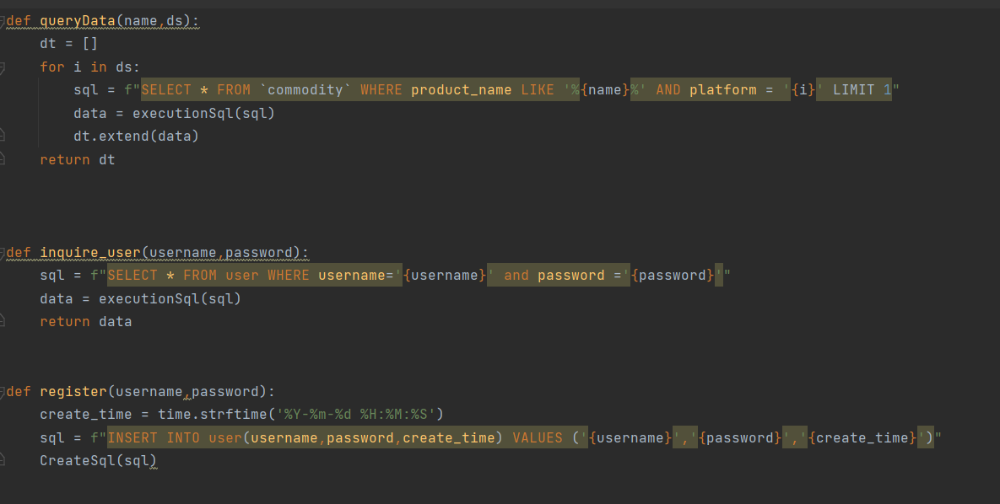 def queryData(name,ds):
    dt = []
    for i in ds:
        sql = f"SELECT * FROM `commodity` WHERE product_name LIKE '%{name}%' AND platform = '{i}' LIMIT 1"
        data = executionSql(sql)
        dt.extend(data)
    return dt
def inquire_user(username,password):
    sql = f"SELECT * FROM user WHERE username='{username}' and password ='{password}'"
    data = executionSql(sql)
    return data
def register(username,password):
    create_time = time.strftime('%Y-%m-%d %H:%M:%S')
    sql = f"INSERT INTO user(username,password,create_time) VALUES ('{username}','{password}','{create_time}')"
    CreateSql(sql)